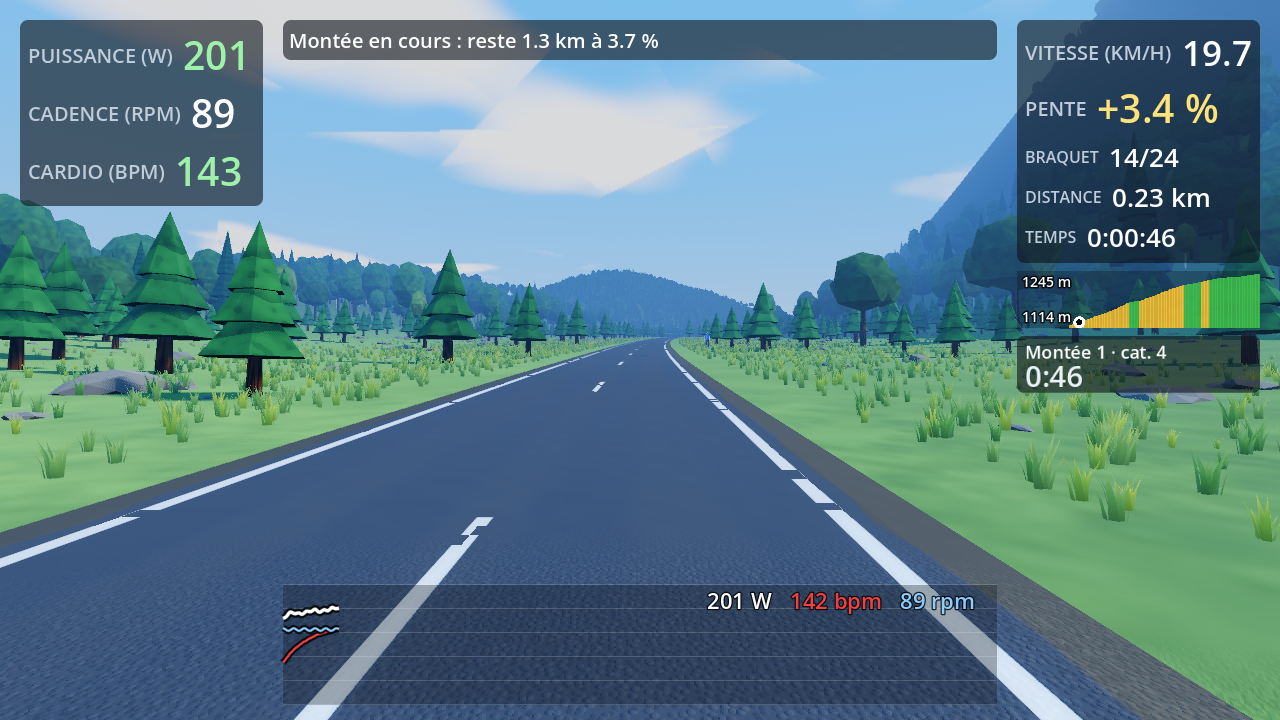 PUISSANCE (W) 201
CADENCE (RPM) 89
CARDIO (BPM) 143
Montée en cours : reste 1.3 km à 3.7 %
VITESSE (KM/H) 19.7
PENTE +3.4 %
BRAQUET 14/24
DISTANCE 0.23 km
TEMPS 0:00:46
1245 m
1114 m
Montée 1 · cat. 4
0:46
201 W 142 bpm 89 rpm